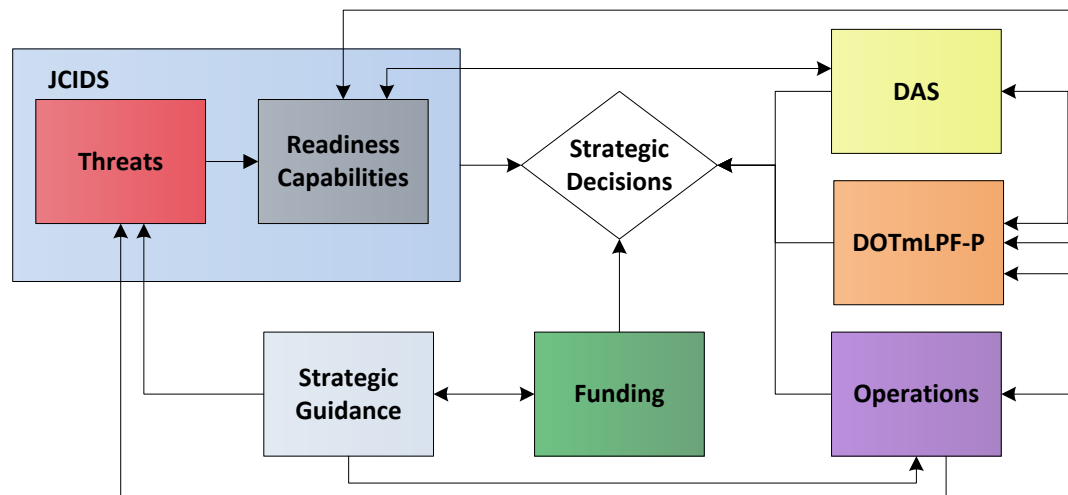 JCIDS
Threats
Readiness
Capabilities
Strategic
Decisions
DAS
DOTmLPF-P
Strategic
Guidance
Funding
Operations